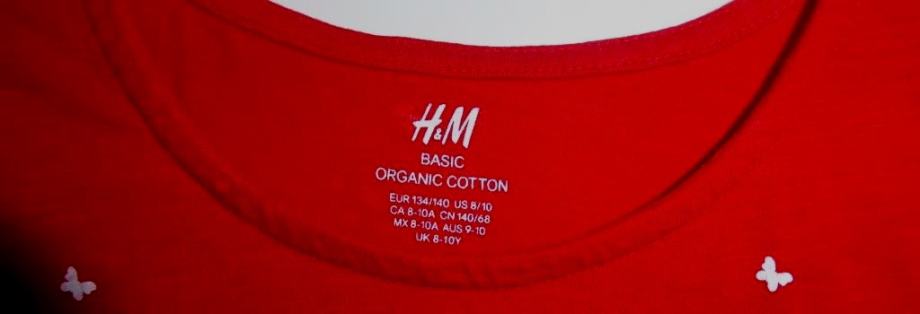 H&M
BASIC
ORGANIC COTTON
EUR 134/140 US 8/10
CA 8-10A CN 140/68
MX 8-10A AUS 9-10
UK 8-10Y